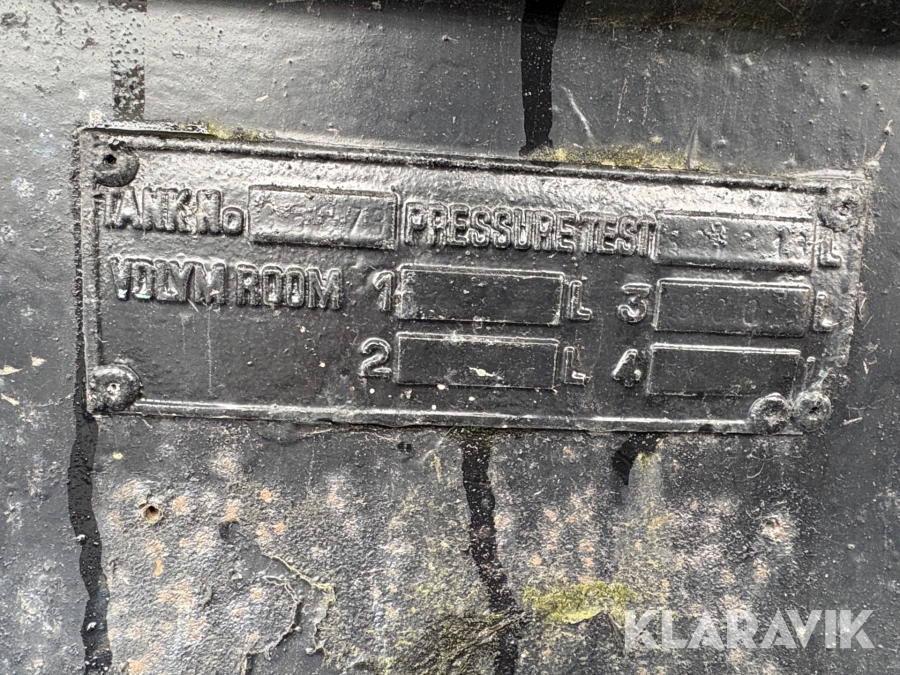 TANK No PRESSURE TEST L
VOLYM ROOM 1 L 3 L
2 L 4 L
KLARAVIK